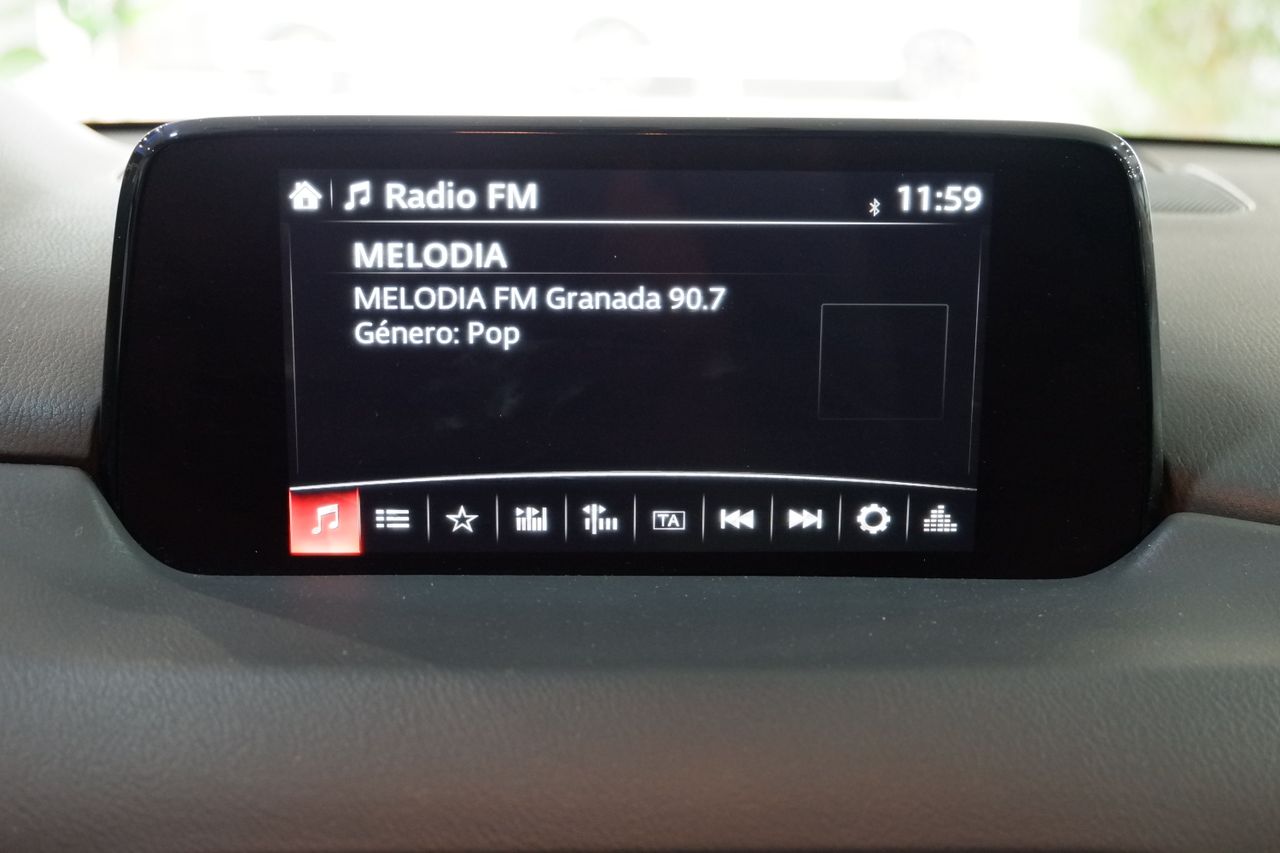 Radio FM 11:59
MELODIA
MELODIA FM Granada 90.7
Género: Pop
TA